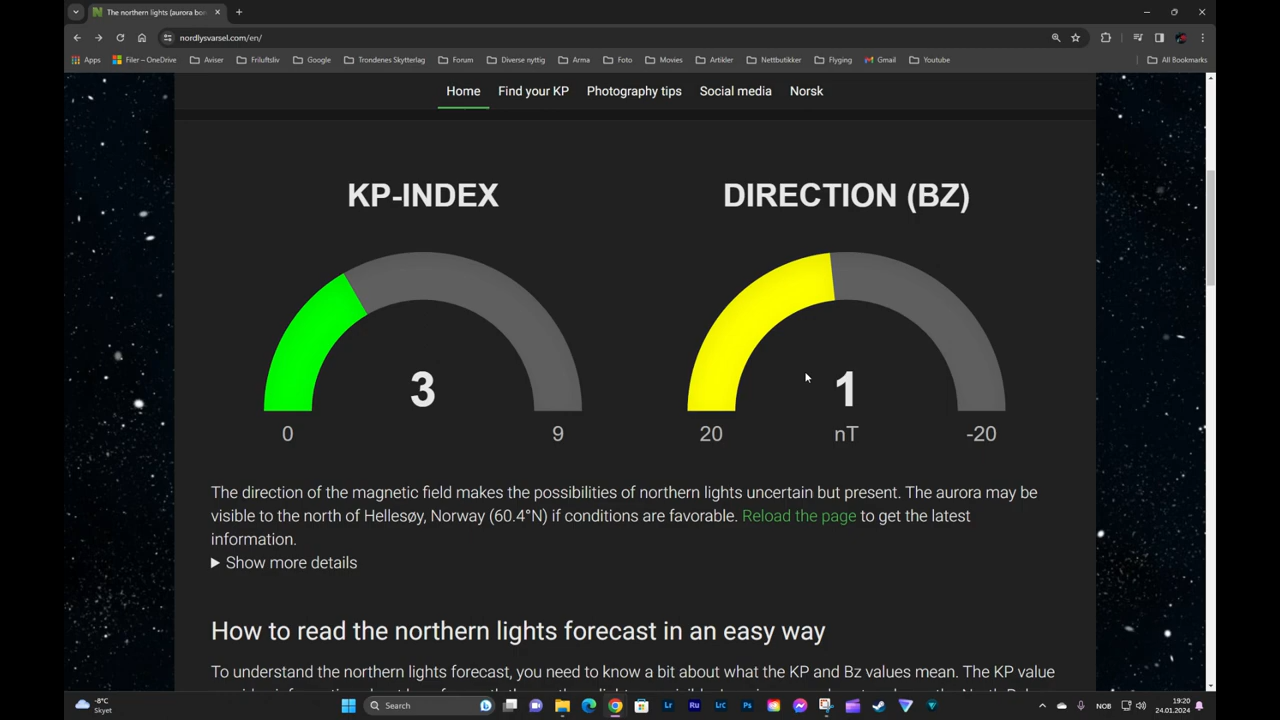 The northern lights (aurora bo
nordlysvarsel.com/en/
Apps Filer – OneDrive Aviser Friluftsliv Google Trondenes Skytterlag Forum Diverse nyttig Arma Foto Movies Artikler Nettbutikker Flyging Gmail Youtube All Bookmarks
Home Find your KP Photography tips Social media Norsk
KP-INDEX DIRECTION (BZ)
3 1
0 9 20 nT -20
The direction of the magnetic field makes the possibilities of northern lights uncertain but present. The aurora may be
visible to the north of Hellesøy, Norway (60.4°N) if conditions are favorable. Reload the page to get the latest
information.
Show more details
How to read the northern lights forecast in an easy way
To understand the northern lights forecast, you need to know a bit about what the KP and Bz values mean. The KP value
-8°C
Skyet
Search
NOB
19:20
24.01.2024